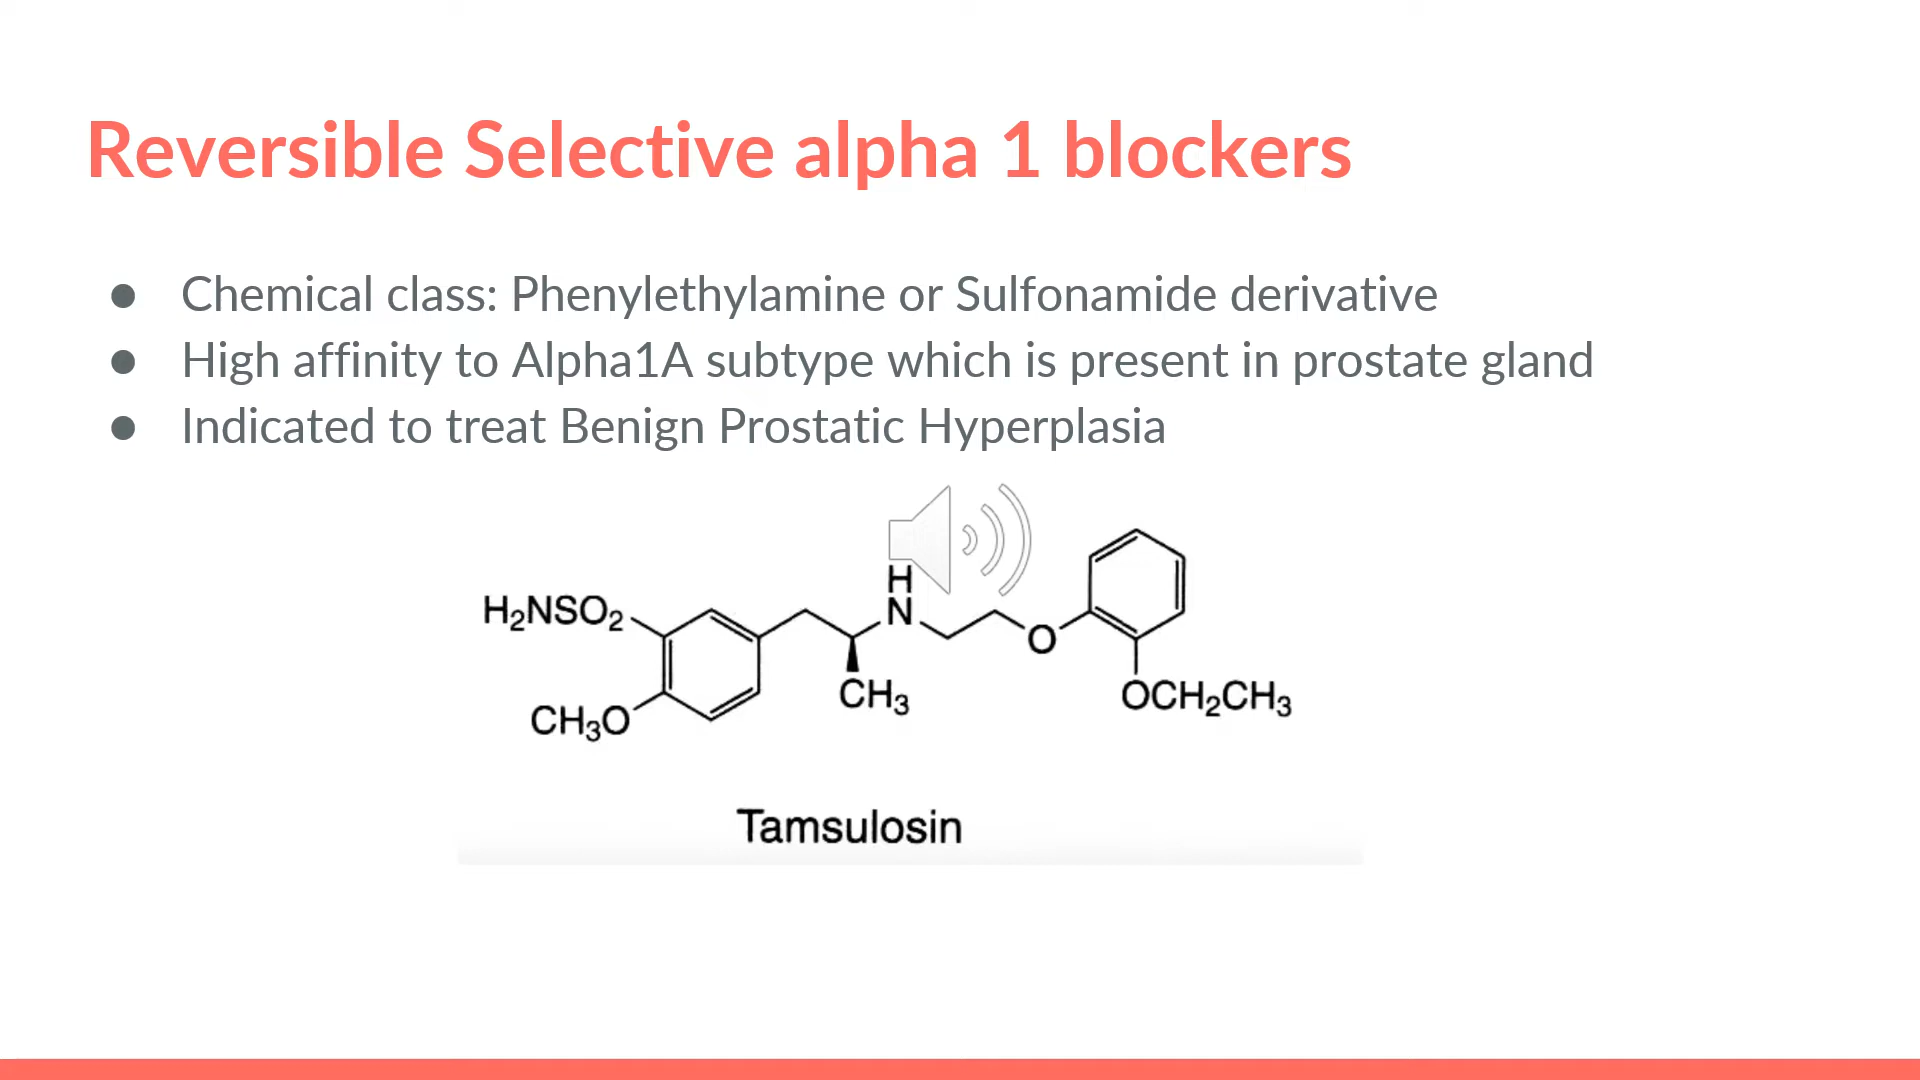 Reversible Selective alpha 1 blockers
● Chemical class: Phenylethylamine or Sulfonamide derivative
● High affinity to Alpha1A subtype which is present in prostate gland
● Indicated to treat Benign Prostatic Hyperplasia
H
H₂NSO₂ N
O
CH₃O CH₃ OCH₂CH₃
Tamsulosin